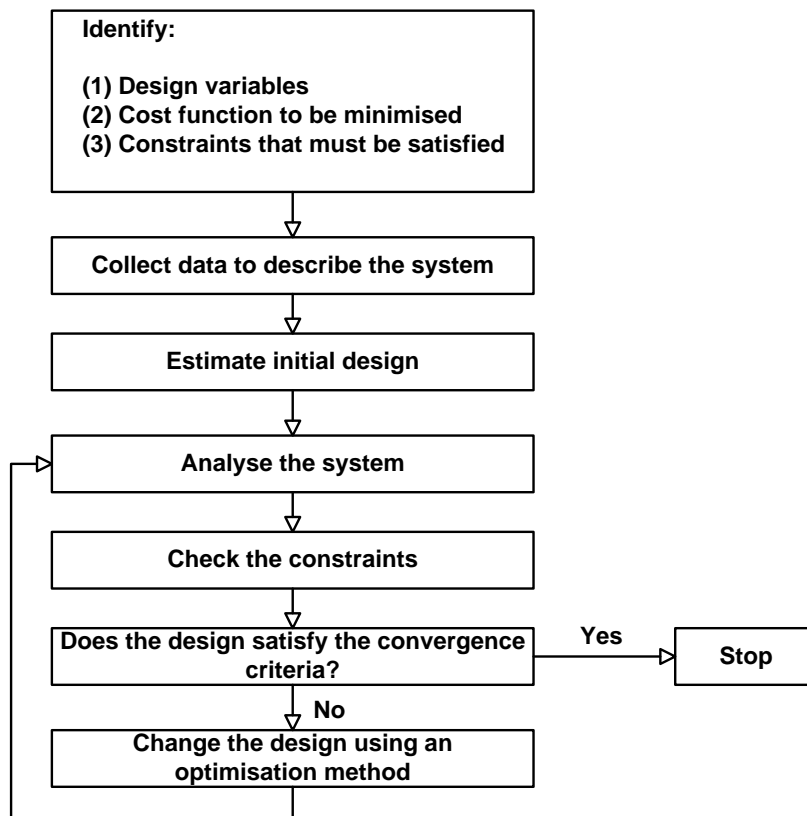 Identify:
(1) Design variables
(2) Cost function to be minimised
(3) Constraints that must be satisfied
Collect data to describe the system
Estimate initial design
Analyse the system
Check the constraints
Does the design satisfy the convergence
criteria?
Yes
Stop
No
Change the design using an
optimisation method